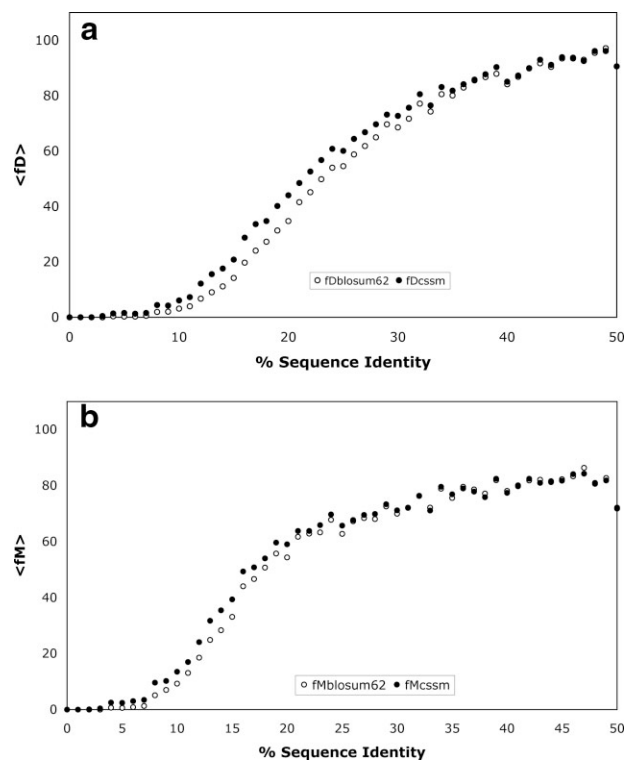 a
100
80
60
40
20
0
<fD>
fDblosum62 fDcssm
0 10 20 30 40 50
% Sequence Identity
b
100
80
60
40
20
0
<fM>
fMblosum62 fMcssm
0 5 10 15 20 25 30 35 40 45 50
% Sequence Identity